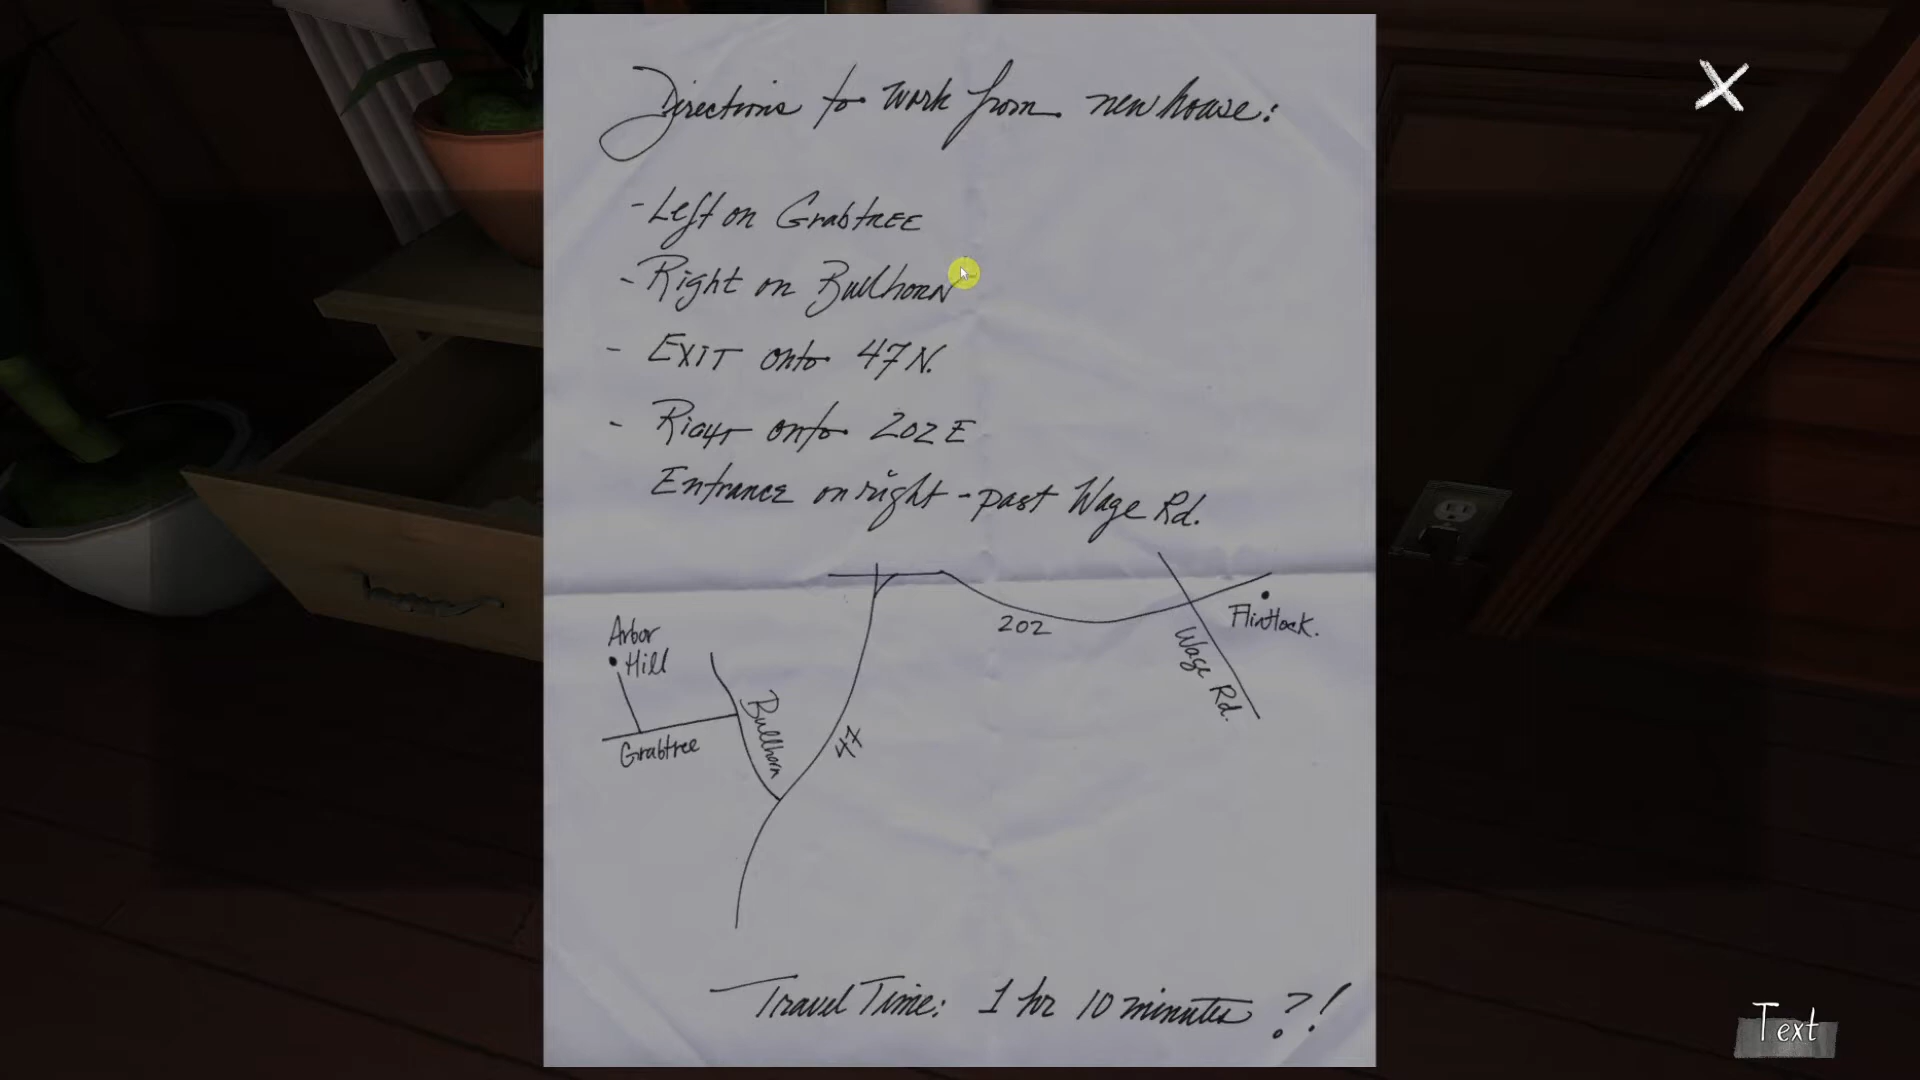 Directions to work from new house:
- Left on Grabtree
- Right on Bullhorn
- Exit onto 47 N.
- Right onto 202 E
Entrance on right - past Wage Rd.
Arbor
Hill
Grabtree
Bullhorn
47
202
Wage Rd.
Flintlock.
Travel Time: 1 hr 10 minutes ?!
Text